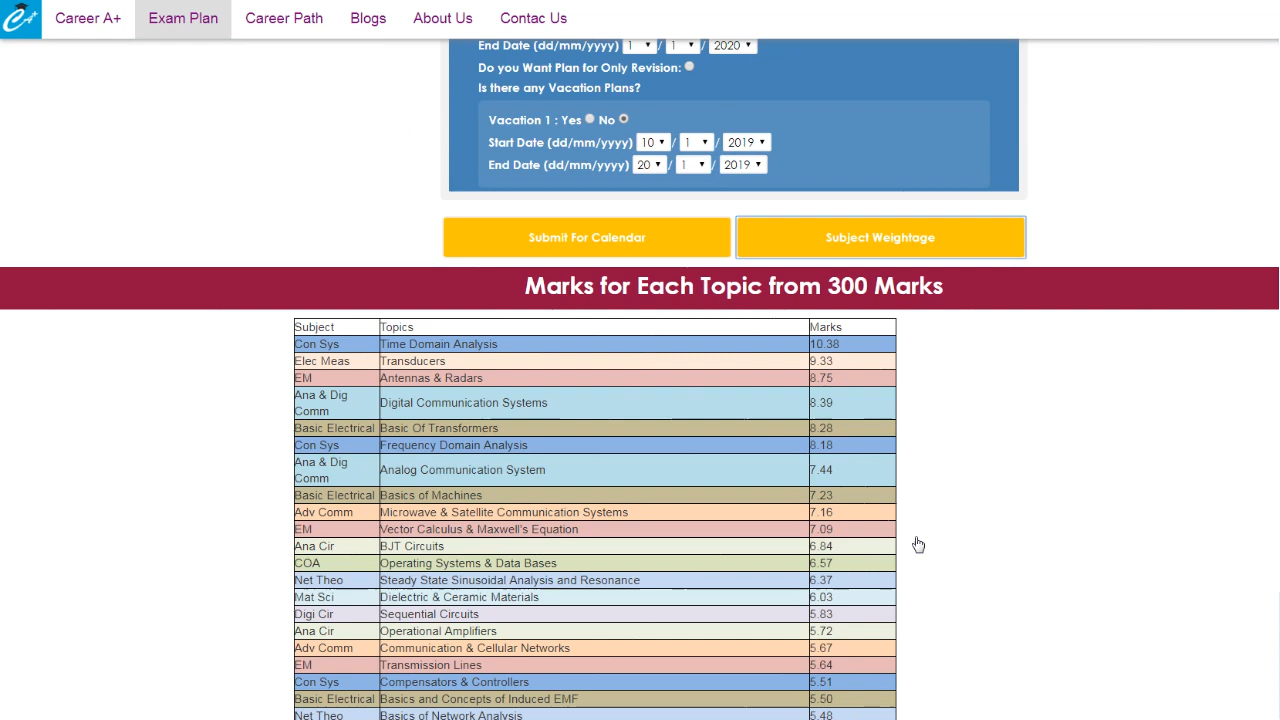 Career A+ Exam Plan Career Path Blogs About Us Contac Us
End Date (dd/mm/yyyy) 1 / 1 / 2020
Do you Want Plan for Only Revision:
Is there any Vacation Plans?
Vacation 1 : Yes No
Start Date (dd/mm/yyyy) 10 / 1 / 2019
End Date (dd/mm/yyyy) 20 / 1 / 2019
Submit For Calendar Subject Weightage
Marks for Each Topic from 300 Marks
Subject Topics Marks
Con Sys Time Domain Analysis 10.38
Elec Meas Transducers 9.33
EM Antennas & Radars 8.75
Ana & Dig
Comm Digital Communication Systems 8.39
Basic Electrical Basic Of Transformers 8.28
Con Sys Frequency Domain Analysis 8.18
Ana & Dig
Comm Analog Communication System 7.44
Basic Electrical Basics of Machines 7.23
Adv Comm Microwave & Satellite Communication Systems 7.16
EM Vector Calculus & Maxwell's Equation 7.09
Ana Cir BJT Circuits 6.84
COA Operating Systems & Data Bases 6.57
Net Theo Steady State Sinusoidal Analysis and Resonance 6.37
Mat Sci Dielectric & Ceramic Materials 6.03
Digi Cir Sequential Circuits 5.83
Ana Cir Operational Amplifiers 5.72
Adv Comm Communication & Cellular Networks 5.67
EM Transmission Lines 5.64
Con Sys Compensators & Controllers 5.51
Basic Electrical Basics and Concepts of Induced EMF 5.50
Net Theo Basics of Network Analysis 5.48